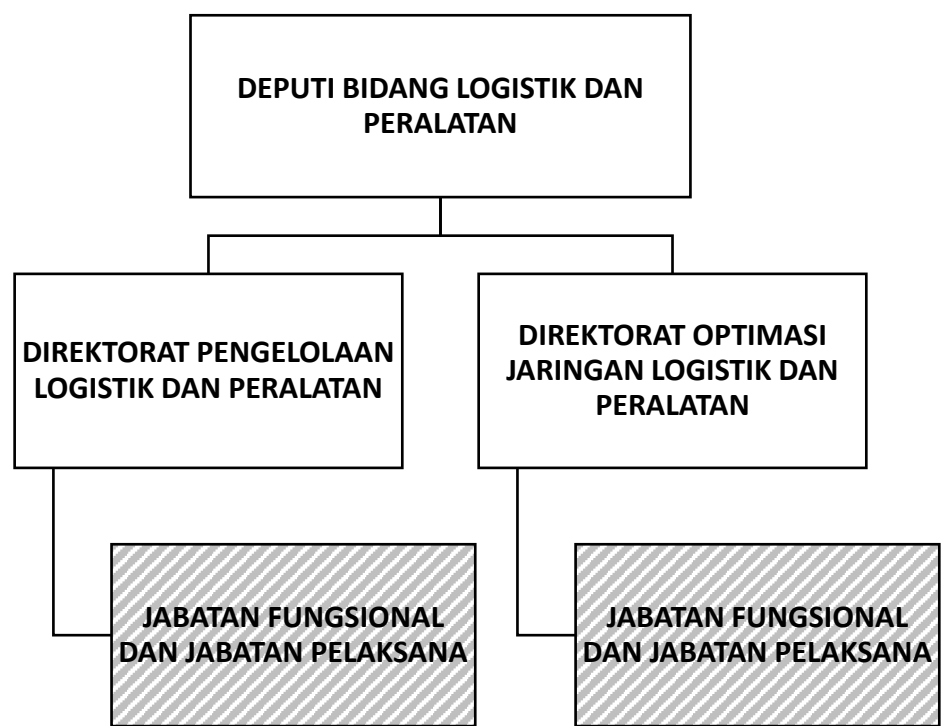 DEPUTI BIDANG LOGISTIK DAN
PERALATAN
DIREKTORAT PENGELOLAAN
LOGISTIK DAN PERALATAN
DIREKTORAT OPTIMASI
JARINGAN LOGISTIK DAN
PERALATAN
JABATAN FUNGSIONAL
DAN JABATAN PELAKSANA
JABATAN FUNGSIONAL
DAN JABATAN PELAKSANA